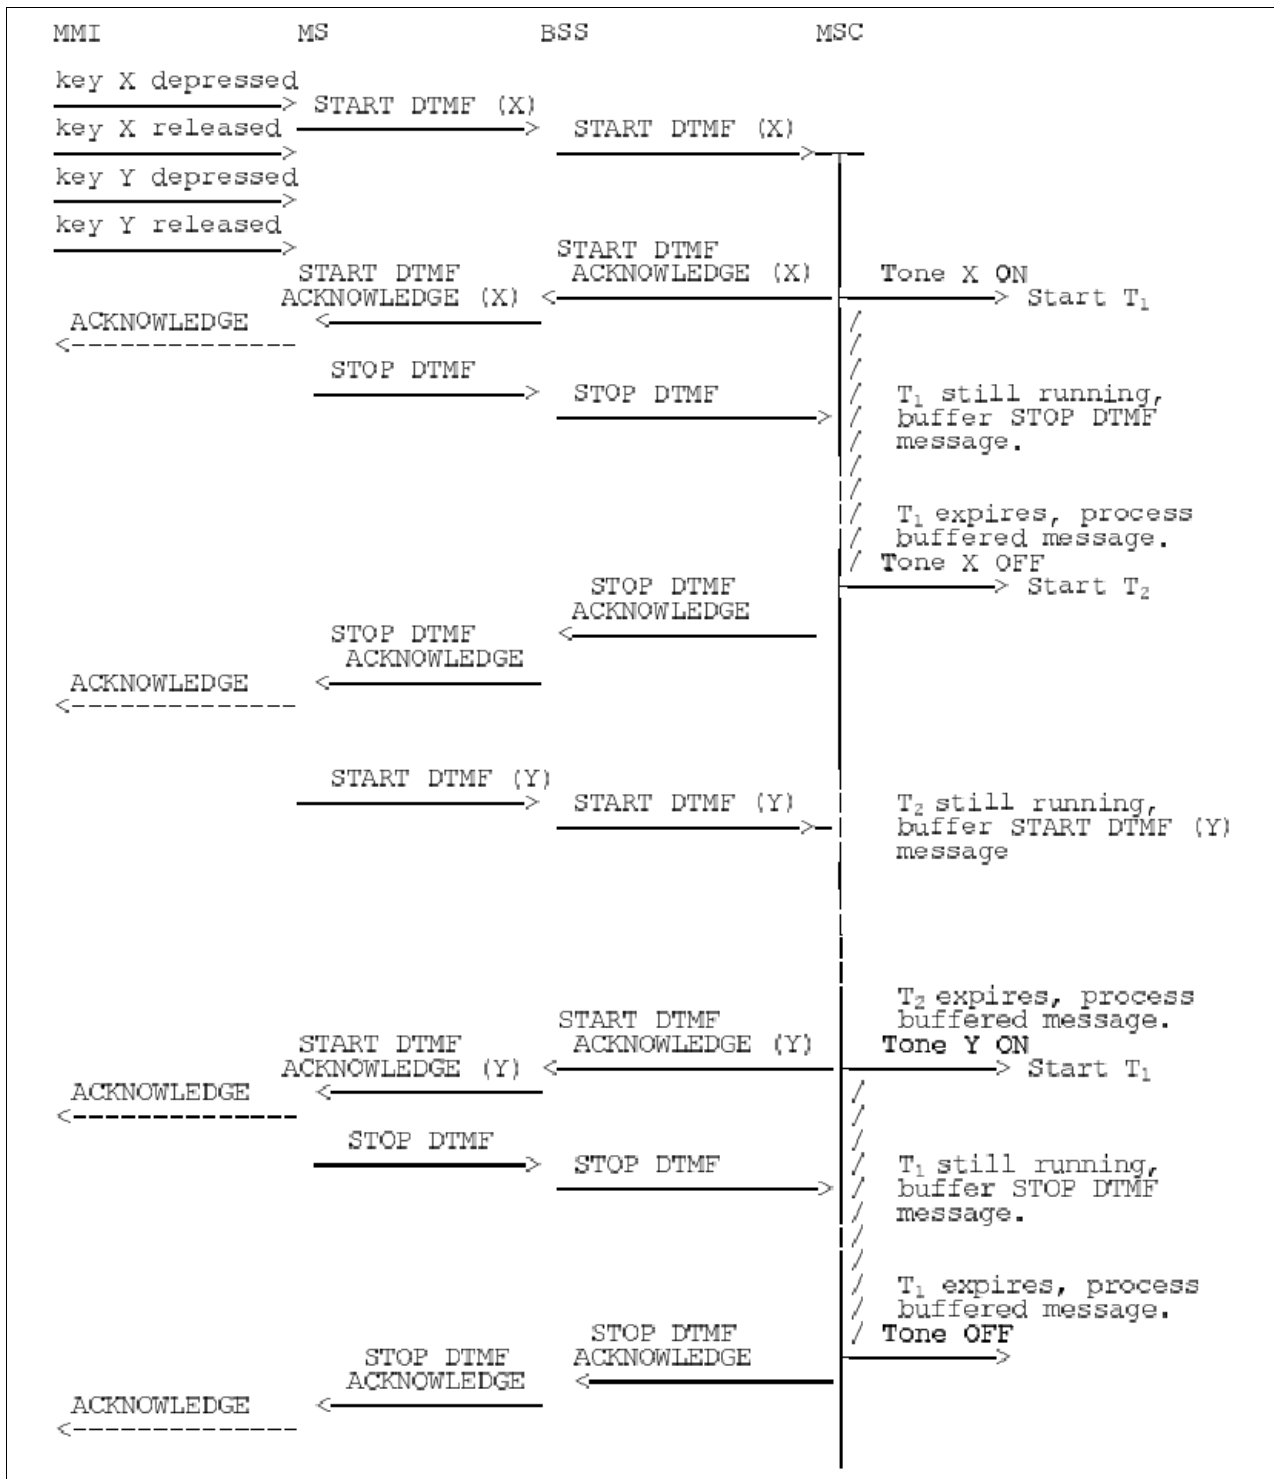 MMI MS BSS MSC
key X depressed
START DTMF (X)
key X released
START DTMF (X)
key Y depressed
key Y released
START DTMF
ACKNOWLEDGE (X)
Tone X ON
START DTMF
ACKNOWLEDGE (X)
Start T₁
ACKNOWLEDGE
STOP DTMF
STOP DTMF
T₁ still running,
buffer STOP DTMF
message.
T₁ expires, process
buffered message.
Tone X OFF
Start T₂
STOP DTMF
ACKNOWLEDGE
STOP DTMF
ACKNOWLEDGE
ACKNOWLEDGE
START DTMF (Y)
START DTMF (Y)
T₂ still running,
buffer START DTMF (Y)
message
T₂ expires, process
buffered message.
START DTMF
ACKNOWLEDGE (Y)
Tone Y ON
START DTMF
ACKNOWLEDGE (Y)
Start T₁
ACKNOWLEDGE
STOP DTMF
STOP DTMF
T₁ still running,
buffer STOP DTMF
message.
T₁ expires, process
buffered message.
Tone OFF
STOP DTMF
ACKNOWLEDGE
STOP DTMF
ACKNOWLEDGE
ACKNOWLEDGE